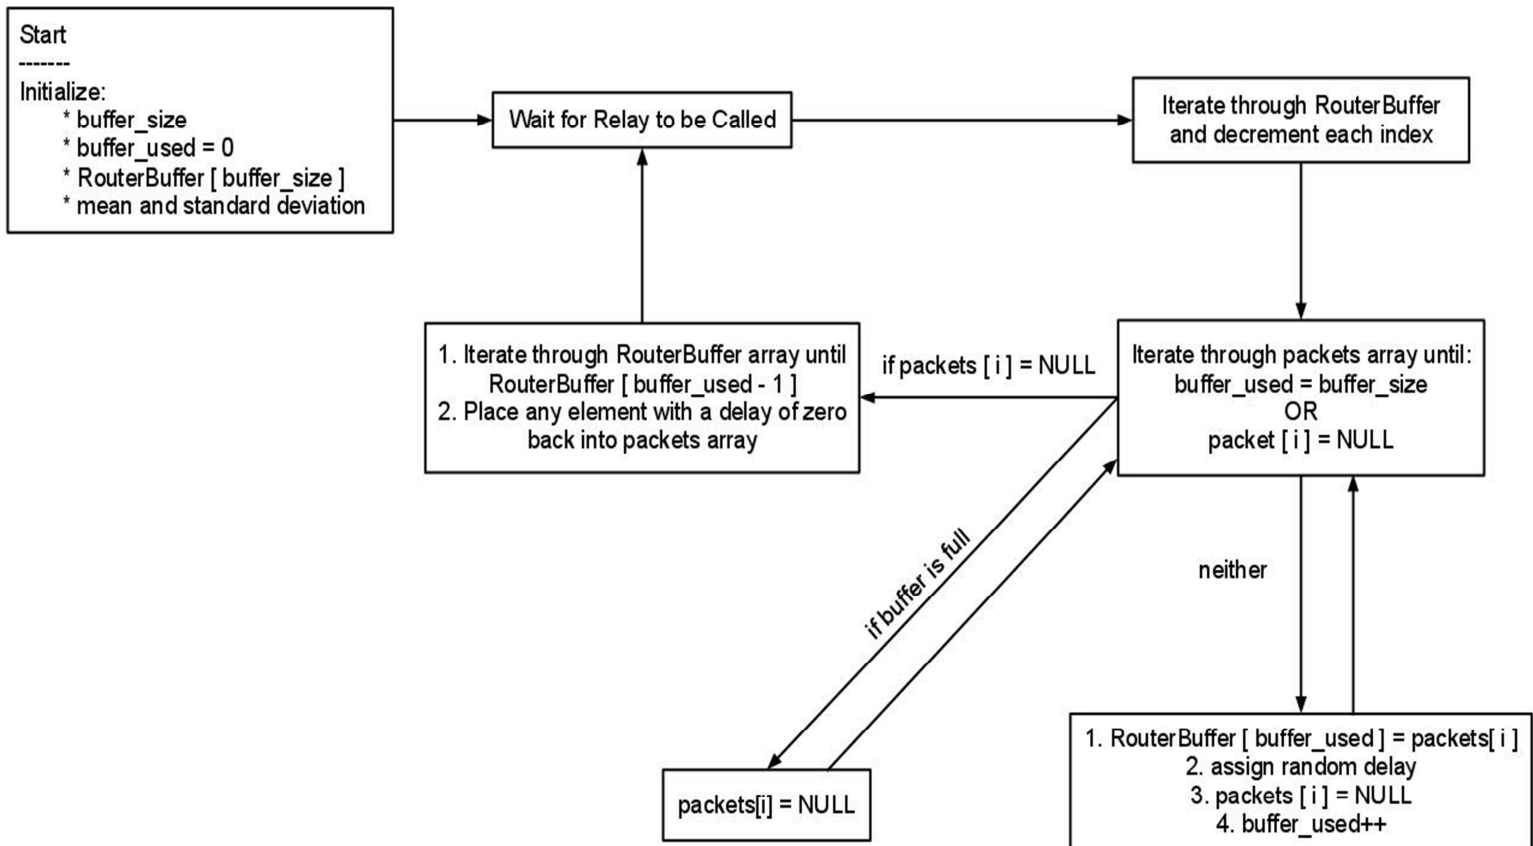 Start
-------
Initialize:
* buffer_size
* buffer_used = 0
* RouterBuffer [ buffer_size ]
* mean and standard deviation
Wait for Relay to be Called
Iterate through RouterBuffer
and decrement each index
1. Iterate through RouterBuffer array until
RouterBuffer [ buffer_used - 1 ]
2. Place any element with a delay of zero
back into packets array
if packets [ i ] = NULL
Iterate through packets array until:
buffer_used = buffer_size
OR
packet [ i ] = NULL
if buffer is full
neither
packets[i] = NULL
1. RouterBuffer [ buffer_used ] = packets[ i ]
2. assign random delay
3. packets [ i ] = NULL
4. buffer_used++